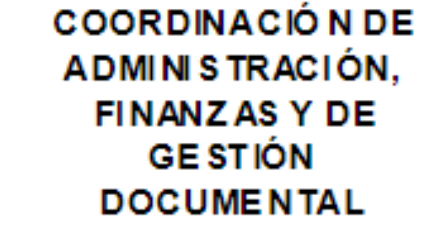 COORDINACIÓN DE
ADMINISTRACIÓN,
FINANZAS Y DE
GESTIÓN
DOCUMENTAL